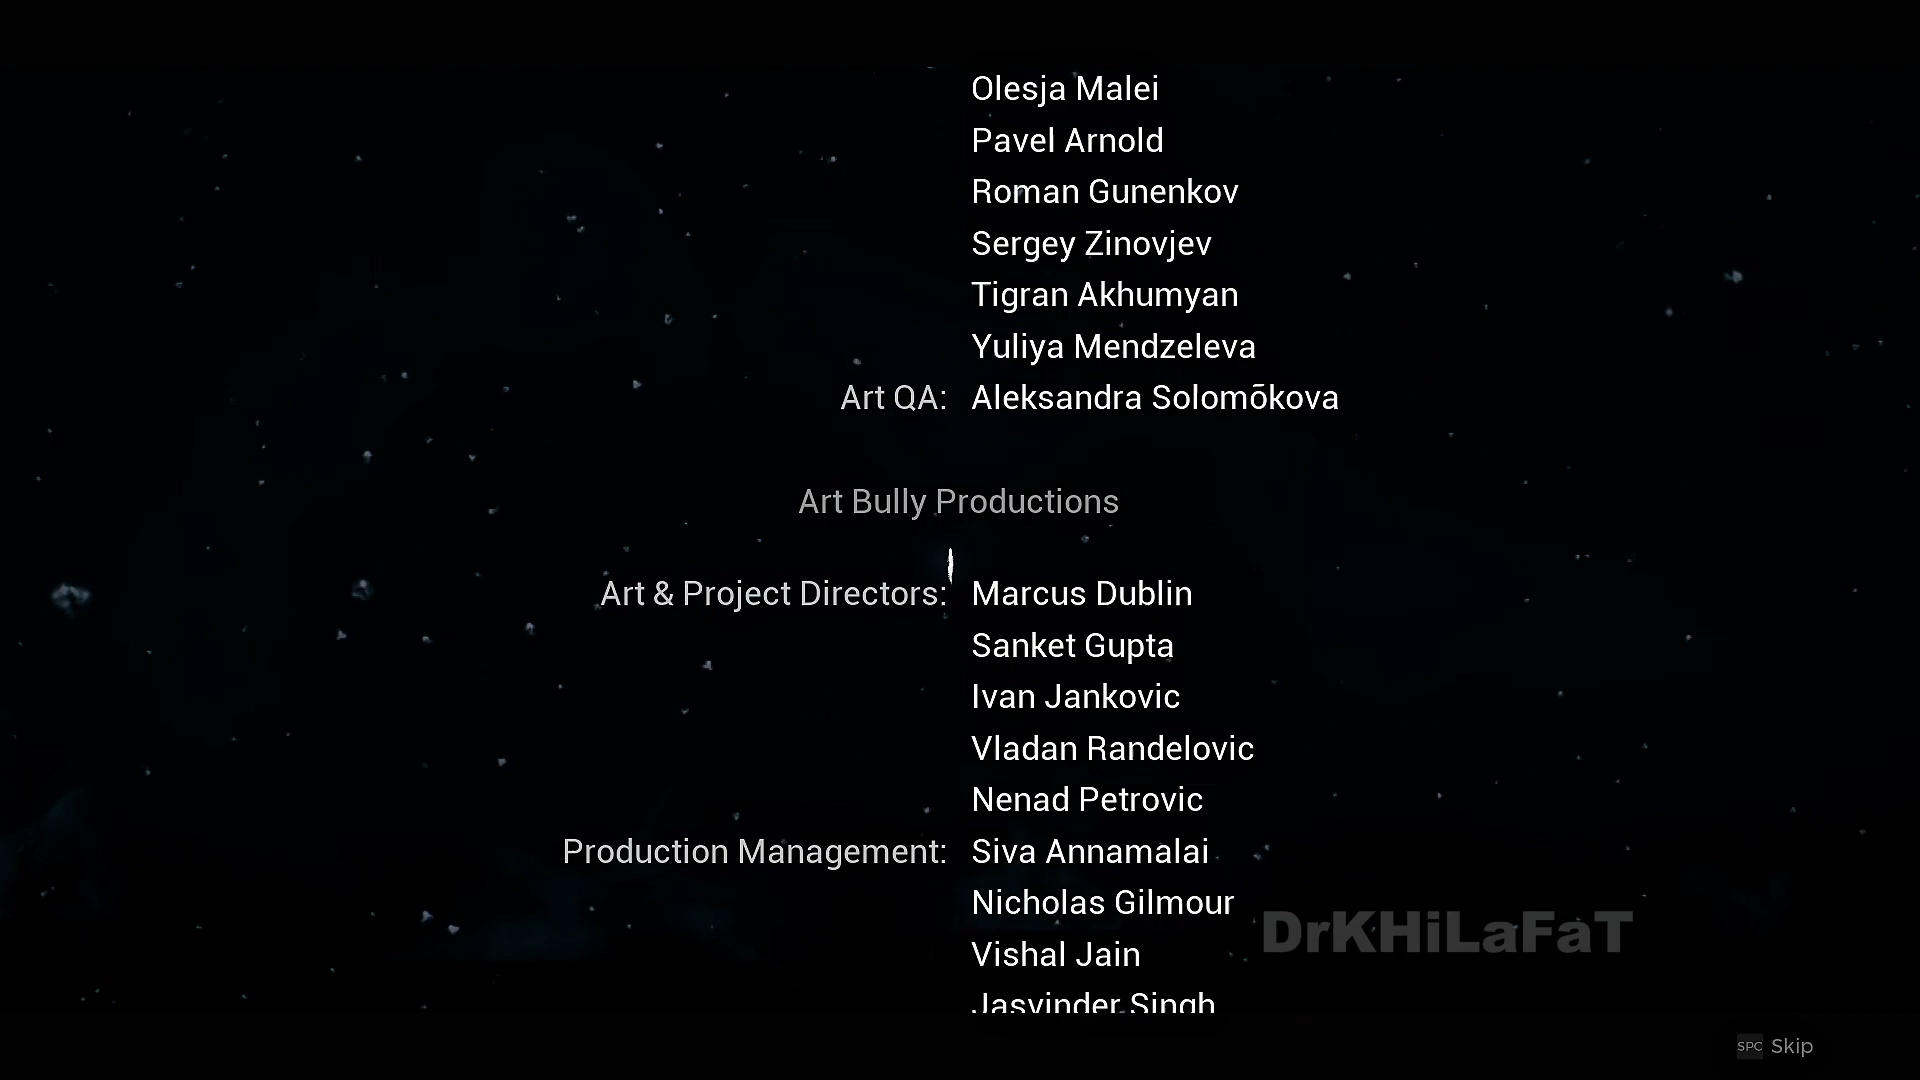 Olesja Malei
Pavel Arnold
Roman Gunenkov
Sergey Zinovjev
Tigran Akhumyan
Yuliya Mendzeleva
Art QA: Aleksandra Solomōkova
Art Bully Productions
Art & Project Directors: Marcus Dublin
Sanket Gupta
Ivan Jankovic
Vladan Randelovic
Nenad Petrovic
Production Management: Siva Annamalai
Nicholas Gilmour
DrKHiLaFaT
Vishal Jain
Jasvinder Singh
SPC Skip